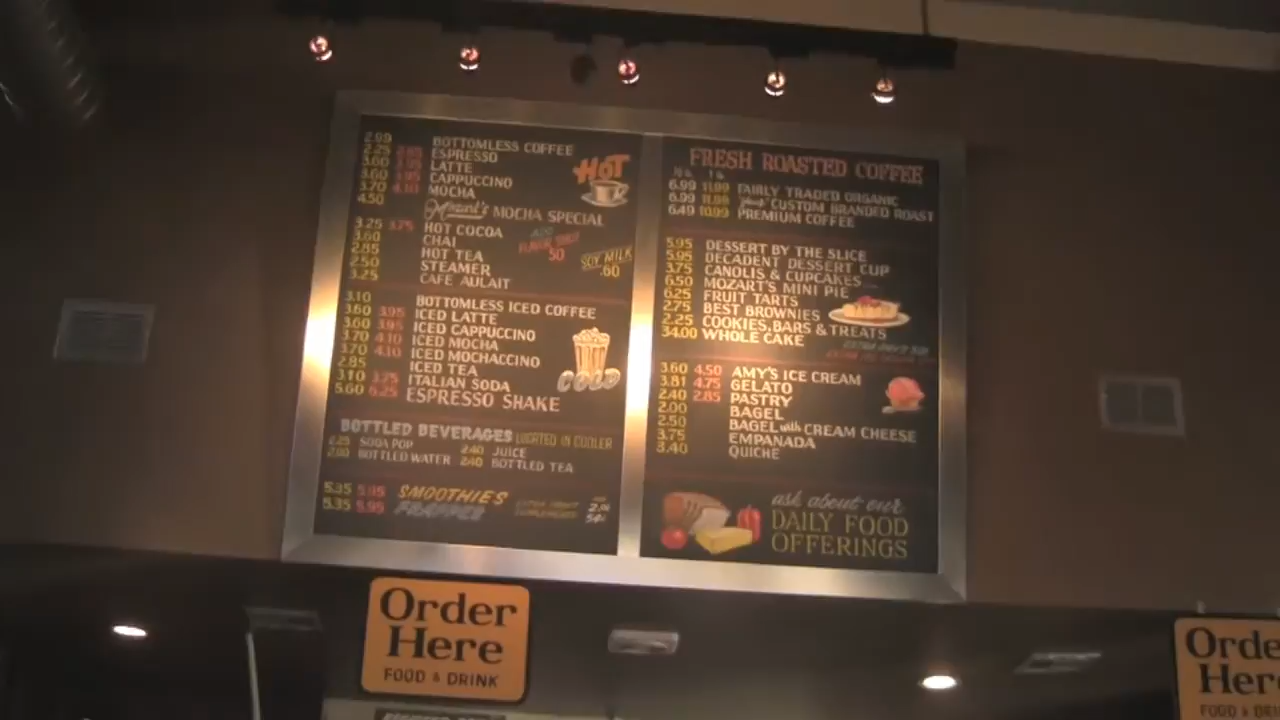 2.99 BOTTOMLESS COFFEE
2.25 ESPRESSO
3.60 3.95 LATTE
3.60 3.95 CAPPUCCINO
3.70 4.10 MOCHA
4.50 Mozart's MOCHA SPECIAL
HOT
3.25 3.75 HOT COCOA
3.60 CHAI
2.85 HOT TEA
2.50 STEAMER
3.25 CAFE AULAIT
ADD
50
SOY MILK
.60
3.10 BOTTOMLESS ICED COFFEE
3.60 3.95 ICED LATTE
3.60 3.95 ICED CAPPUCCINO
3.70 4.10 ICED MOCHA
3.70 4.10 ICED MOCHACCINO
2.85 ICED TEA
3.10 3.75 ITALIAN SODA
5.60 6.25 ESPRESSO SHAKE
COLD
BOTTLED BEVERAGES LOCATED IN COOLER
2.25 SODA POP 2.40 JUICE
2.00 BOTTLED WATER 2.40 BOTTLED TEA
5.35 5.95 SMOOTHIES
5.35 5.95 FRAPPES
FRESH ROASTED COFFEE
6.99 11.99 FAIRLY TRADED ORGANIC
6.99 11.99 "your" CUSTOM BRANDED ROAST
6.49 10.99 PREMIUM COFFEE
5.95 DESSERT BY THE SLICE
5.95 DECADENT DESSERT CUP
3.75 CANOLIS & CUPCAKES
6.50 MOZART'S MINI PIE
6.25 FRUIT TARTS
2.75 BEST BROWNIES
2.25 COOKIES, BARS & TREATS
34.00 WHOLE CAKE
3.60 4.50 AMY'S ICE CREAM
3.81 4.75 GELATO
2.40 2.85 PASTRY
2.00 BAGEL
2.50 BAGEL with CREAM CHEESE
3.75 EMPANADA
3.40 QUICHE
ask about our
DAILY FOOD
OFFERINGS
Order
Here
FOOD & DRINK
Orde
Her
FOOD & DRI